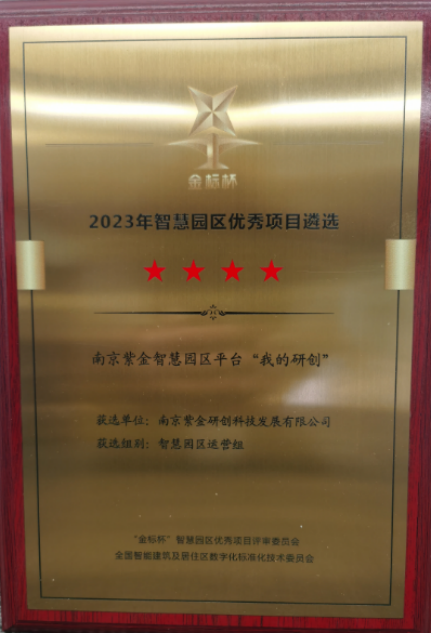 金标杯
2023年智慧园区优秀项目遴选
★ ★ ★ ★
南京紫金智慧园区平台“我的研创”
获选单位：南京紫金研创科技发展有限公司
获选组别：智慧园区运营组
“金标杯”智慧园区优秀项目评审委员会
全国智能建筑及居住区数字化标准化技术委员会